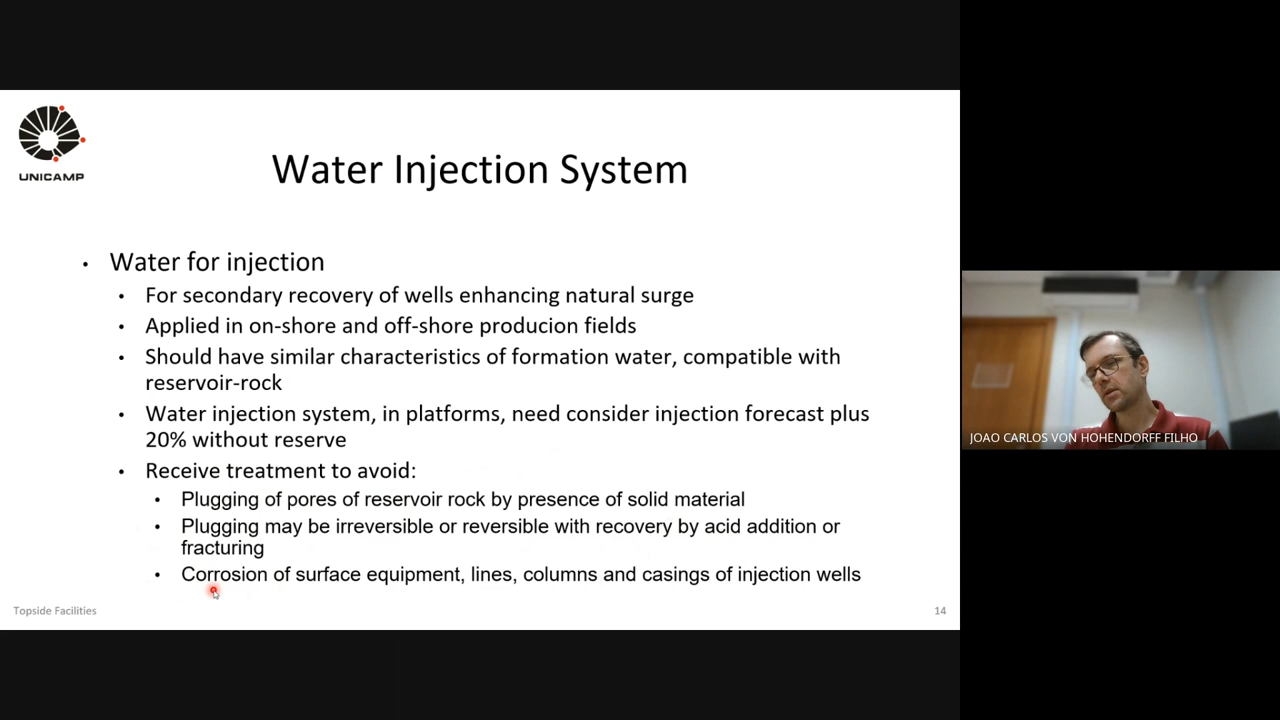 UNICAMP
Water Injection System
• Water for injection
• For secondary recovery of wells enhancing natural surge
• Applied in on-shore and off-shore producion fields
• Should have similar characteristics of formation water, compatible with
reservoir-rock
• Water injection system, in platforms, need consider injection forecast plus
20% without reserve
• Receive treatment to avoid:
• Plugging of pores of reservoir rock by presence of solid material
• Plugging may be irreversible or reversible with recovery by acid addition or
fracturing
• Corrosion of surface equipment, lines, columns and casings of injection wells
Topside Facilities
14
JOAO CARLOS VON HOHENDORFF FILHO